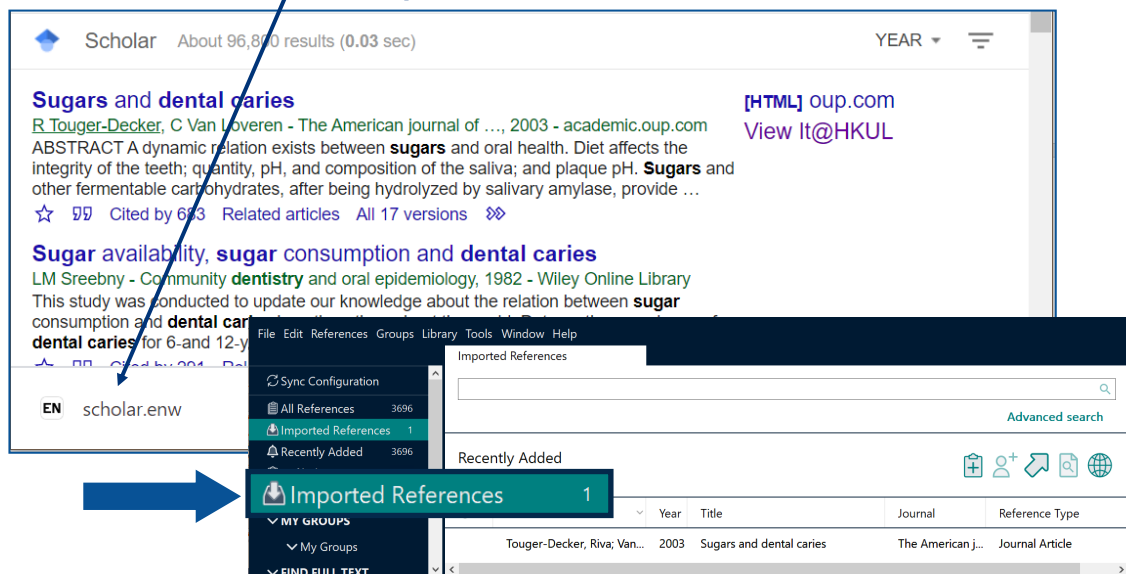 Scholar About 96,800 results (0.03 sec) YEAR
Sugars and dental caries
[HTML] oup.com
R Touger-Decker, C Van Loveren - The American journal of …, 2003 - academic.oup.com
View It@HKUL
ABSTRACT A dynamic relation exists between sugars and oral health. Diet affects the
integrity of the teeth; quantity, pH, and composition of the saliva; and plaque pH. Sugars and
other fermentable carbohydrates, after being hydrolyzed by salivary amylase, provide …
Cited by 683 Related articles All 17 versions
Sugar availability, sugar consumption and dental caries
LM Sreebny - Community dentistry and oral epidemiology, 1982 - Wiley Online Library
This study was conducted to update our knowledge about the relation between sugar
consumption and dental
dental caries for 6-and 12-y
Cited by 291
EN scholar.enw
File Edit References Groups Library Tools Window Help
Imported References
Sync Configuration
All References 3696
Advanced search
Imported References 1
Recently Added 3696
Recently Added
Imported References 1
Year Title Journal Reference Type
MY GROUPS
My Groups
Touger-Decker, Riva; Van... 2003 Sugars and dental caries The American j... Journal Article
FIND FULL TEXT